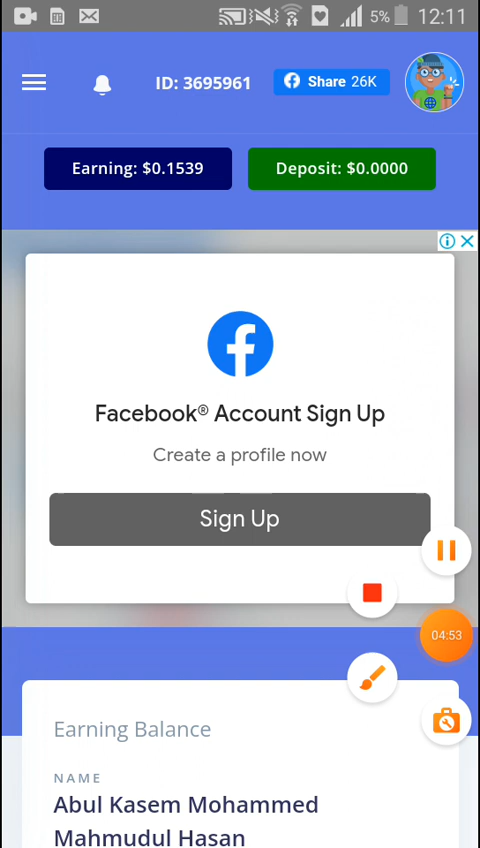 5% 12:11
ID: 3695961 Share 26K
Earning: $0.1539 Deposit: $0.0000
Facebook® Account Sign Up
Create a profile now
Sign Up
04:53
Earning Balance
NAME
Abul Kasem Mohammed
Mahmudul Hasan